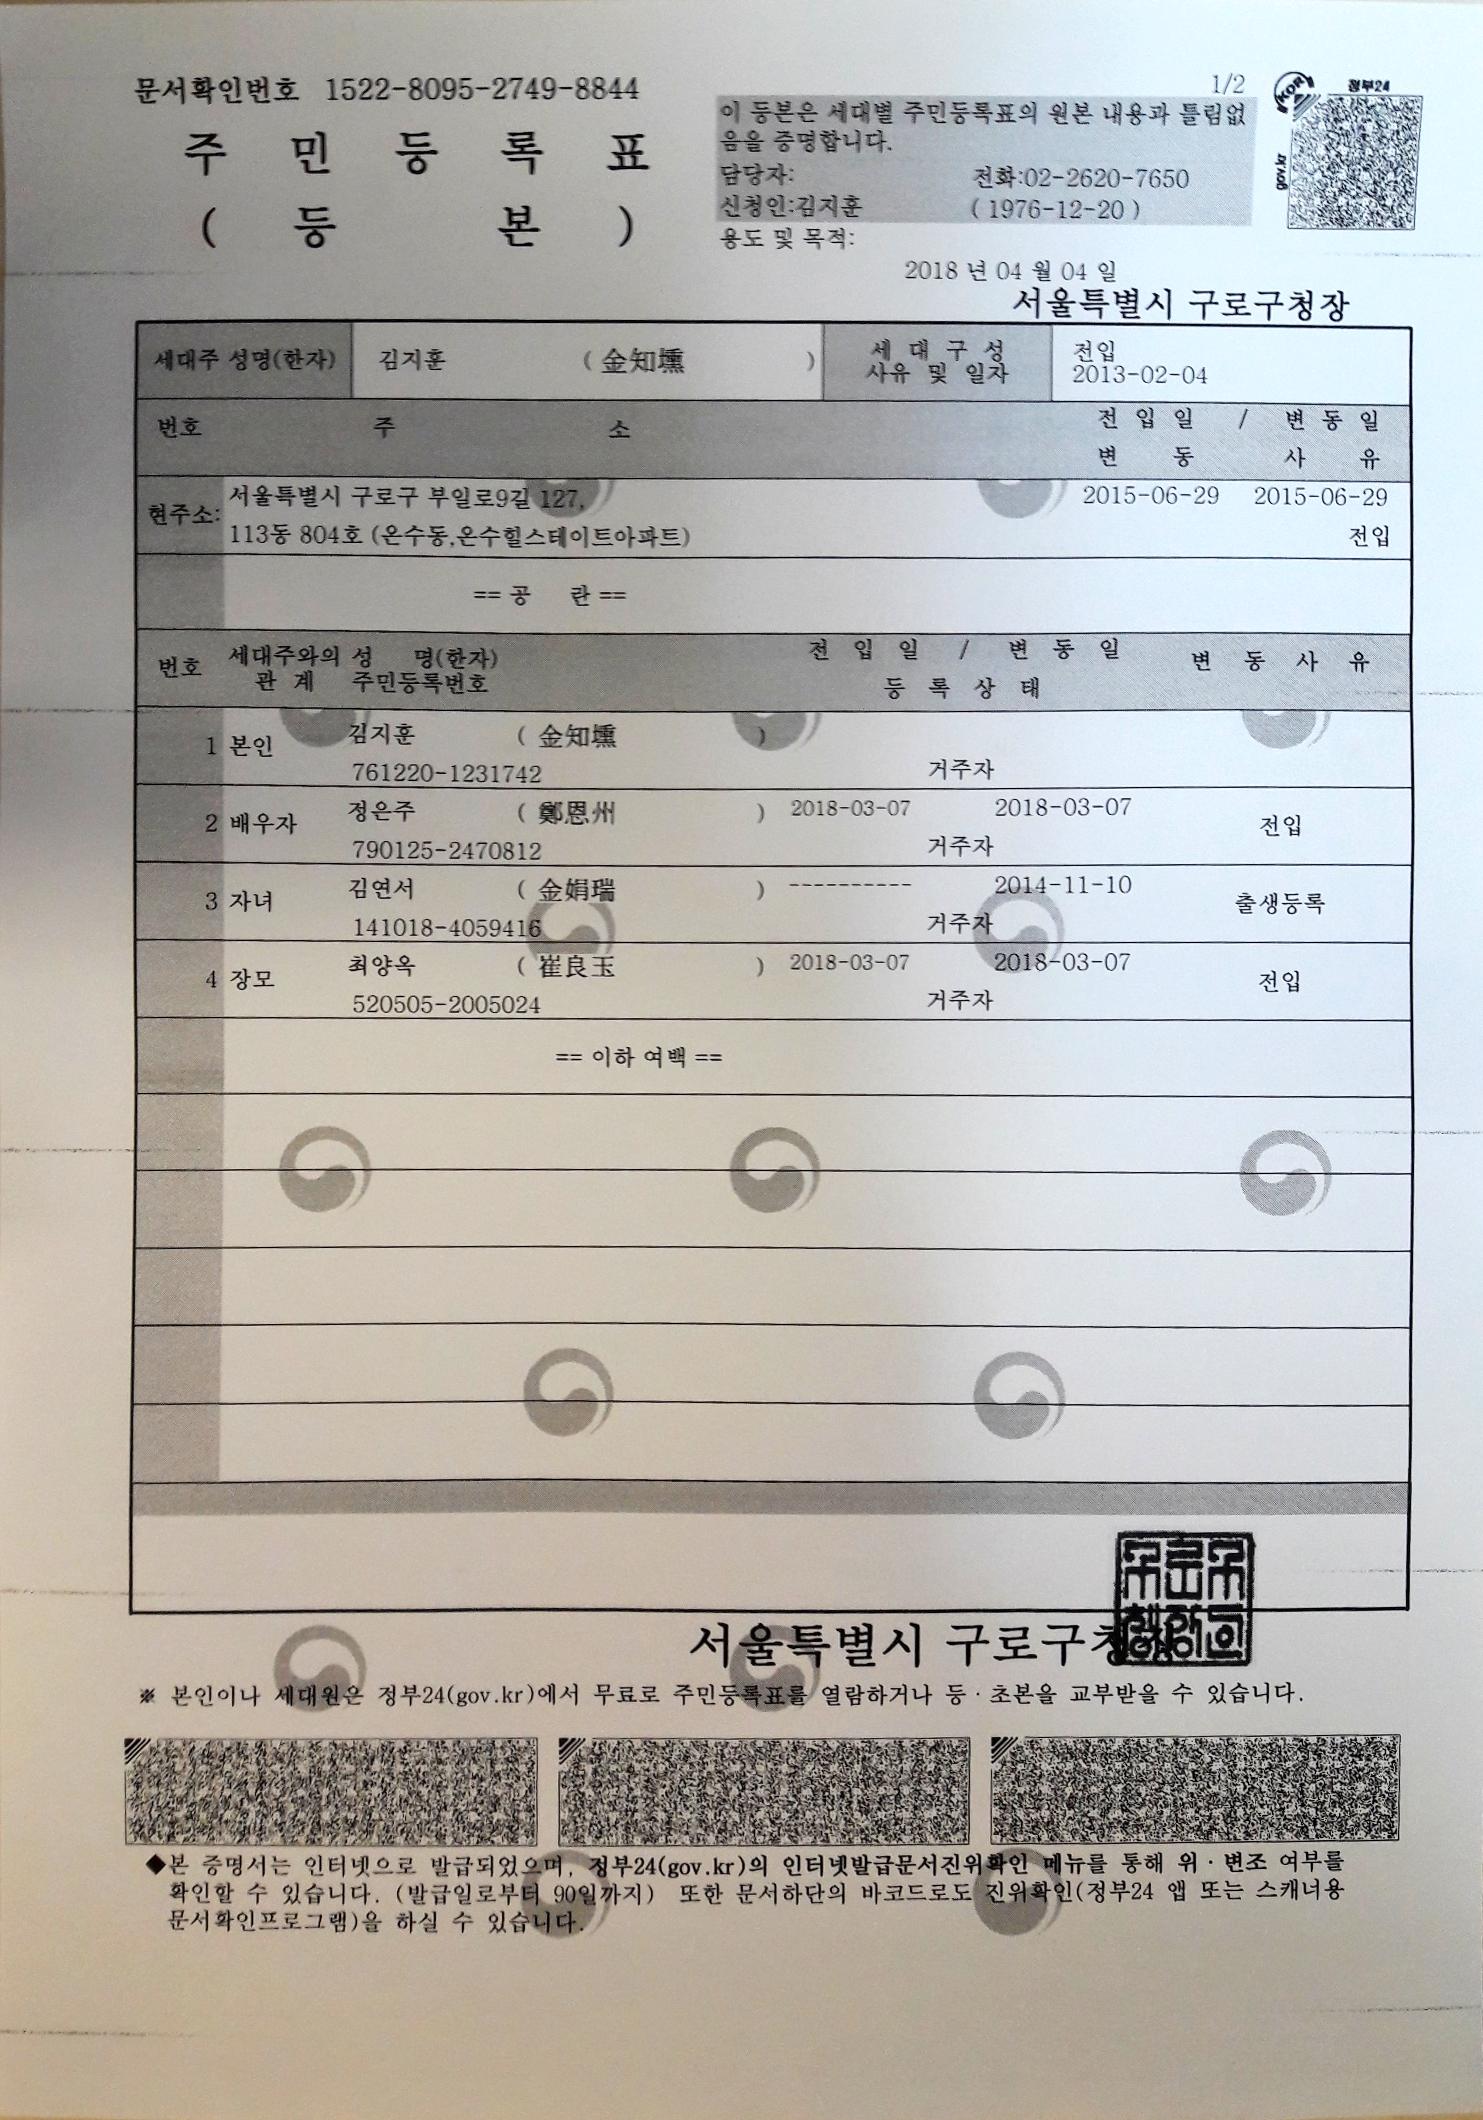 문서확인번호 1522-8095-2749-8844
1/2
정부24
KOR
gov.kr
주 민 등 록 표
( 등 본 )
이 등본은 세대별 주민등록표의 원본 내용과 틀림없
음을 증명합니다.
담당자: 전화:02-2620-7650
신청인:김지훈 ( 1976-12-20 )
용도 및 목적:
2018 년 04 월 04 일
서울특별시 구로구청장
세대주 성명(한자) 김지훈 ( 金知壎 )
세 대 구 성
사유 및 일자
전입
2013-02-04
번호 주 소 전 입 일 / 변 동 일
변 동 사 유
현주소: 서울특별시 구로구 부일로9길 127, 2015-06-29 2015-06-29
113동 804호 (온수동,온수힐스테이트아파트) 전입
== 공 란 ==
번호 세대주와의 성 명(한자) 전 입 일 / 변 동 일 변 동 사 유
관 계 주민등록번호 등 록 상 태
1 본인 김지훈 ( 金知壎 )
761220-1231742 거주자
2 배우자 정은주 ( 鄭恩州 ) 2018-03-07 2018-03-07 전입
790125-2470812 거주자
3 자녀 김연서 ( 金娟瑞 ) ---------- 2014-11-10 출생등록
141018-4059416 거주자
4 장모 최양옥 ( 崔良玉 ) 2018-03-07 2018-03-07 전입
520505-2005024 거주자
== 이하 여백 ==
서울특별시 구로구청장
※ 본인이나 세대원은 정부24(gov.kr)에서 무료로 주민등록표를 열람하거나 등·초본을 교부받을 수 있습니다.
◆본 증명서는 인터넷으로 발급되었으며, 정부24(gov.kr)의 인터넷발급문서진위확인 메뉴를 통해 위·변조 여부를
확인할 수 있습니다. (발급일로부터 90일까지) 또한 문서하단의 바코드로도 진위확인(정부24 앱 또는 스캐너용
문서확인프로그램)을 하실 수 있습니다.